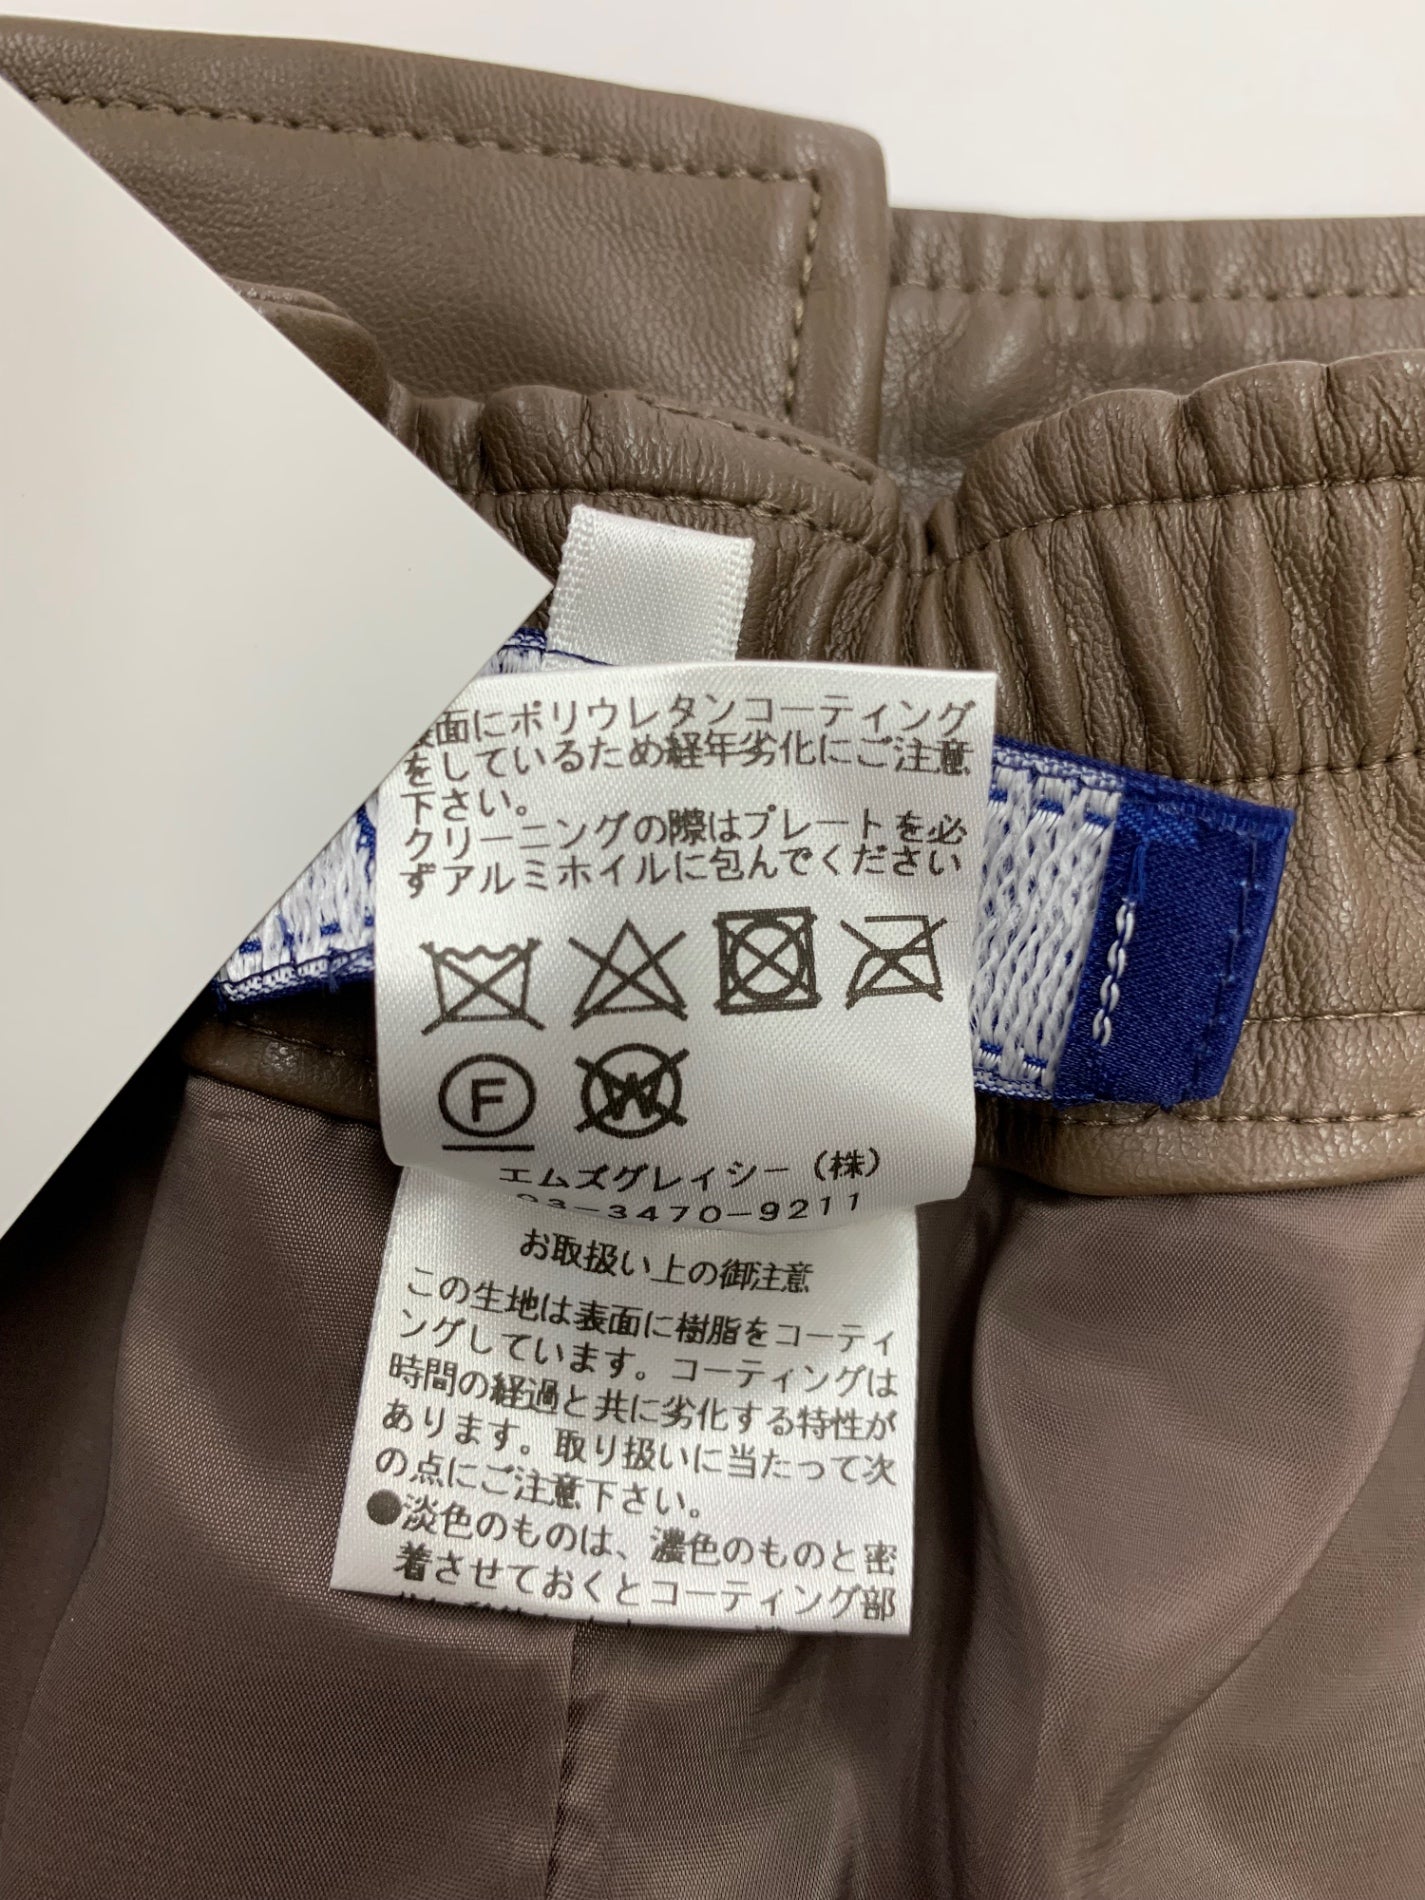 表面にポリウレタンコーティング
をしているため経年劣化にご注意
下さい。
クリーニングの際はプレートを必
ずアルミホイルに包んでください
F
W
エムズグレイシー(株)
03-3470-9211
お取扱い上の御注意
この生地は表面に樹脂をコーティ
ングしています。コーティングは
時間の経過と共に劣化する特性が
あります。取り扱いに当たって次
の点にご注意下さい。
●淡色のものは、濃色のものと密
着させておくとコーティング部